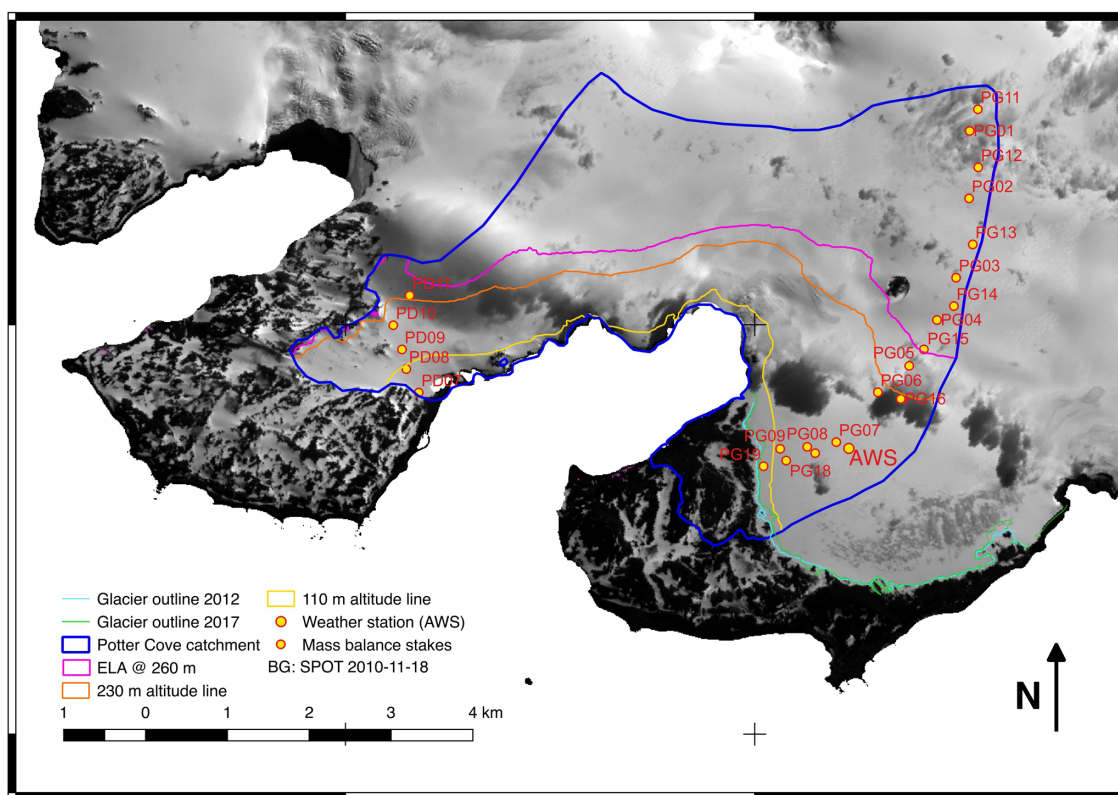 PG11
PG01
PG12
PG02
PG13
PG03
PD11
PG14
PD10
PG04
PD09
PG15
PD08
PG05
PD07
PG06
PG16
PG09
PG08
PG07
PG19
PG18
AWS
Glacier outline 2012
Glacier outline 2017
Potter Cove catchment
ELA @ 260 m
230 m altitude line
110 m altitude line
Weather station (AWS)
Mass balance stakes
BG: SPOT 2010-11-18
N
1 0 1 2 3 4 km